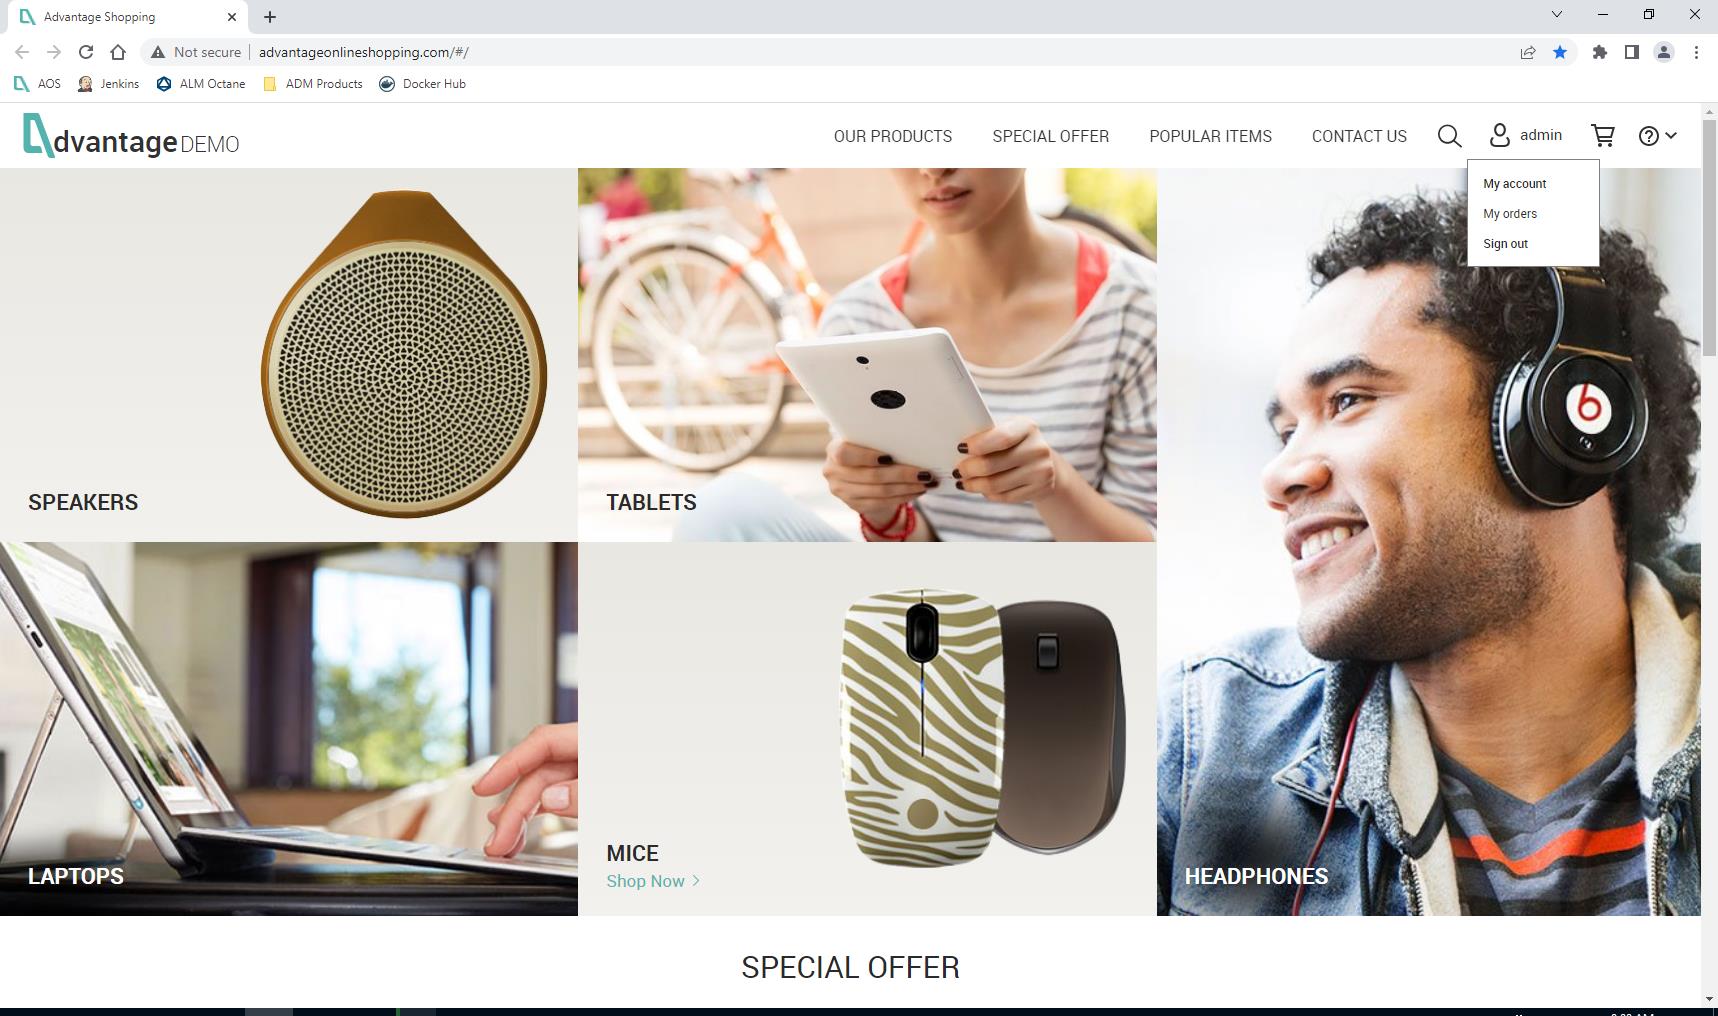 Advantage Shopping
Not secure
advantageonlineshopping.com/#/
AOS
Jenkins
ALM Octane
ADM Products
Docker Hub
dvantage DEMO
OUR PRODUCTS
SPECIAL OFFER
POPULAR ITEMS
CONTACT US
admin
My account
My orders
Sign out
SPEAKERS
TABLETS
LAPTOPS
MICE
Shop Now
HEADPHONES
SPECIAL OFFER